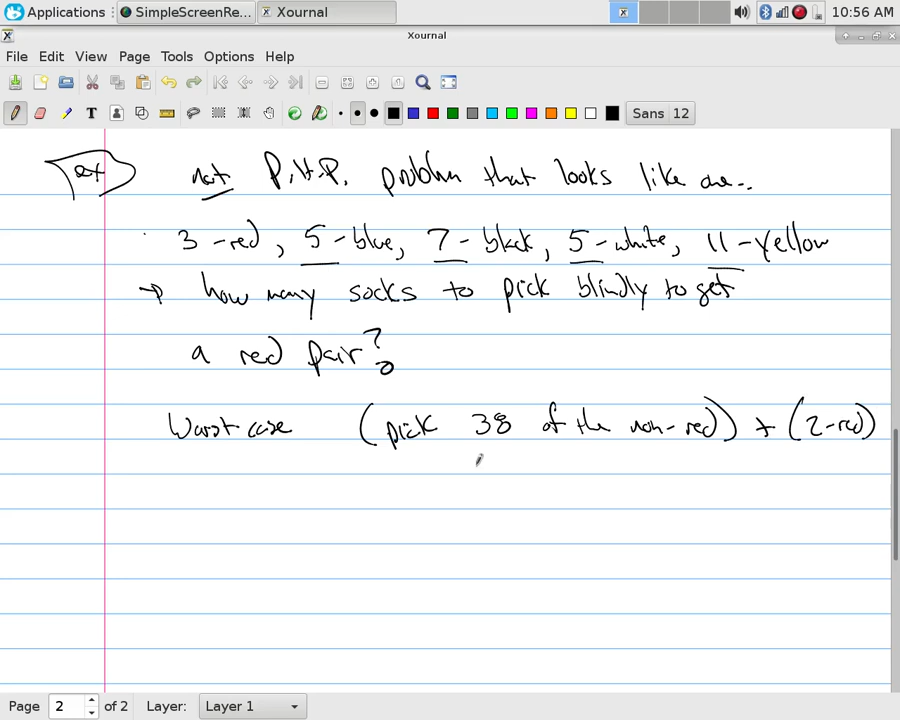 Applications
SimpleScreenRe...
Xournal
10:56 AM
Xournal
File Edit View Page Tools Options Help
Sans 12
ex
not P.H.P. problem that looks like one...
3-red, 5-blue, 7-black, 5-white, 11-yellow
→ how many socks to pick blindly to get
a red pair?
Worst case (pick 38 of the non-red) + (2-red)
Page 2 of 2 Layer: Layer 1